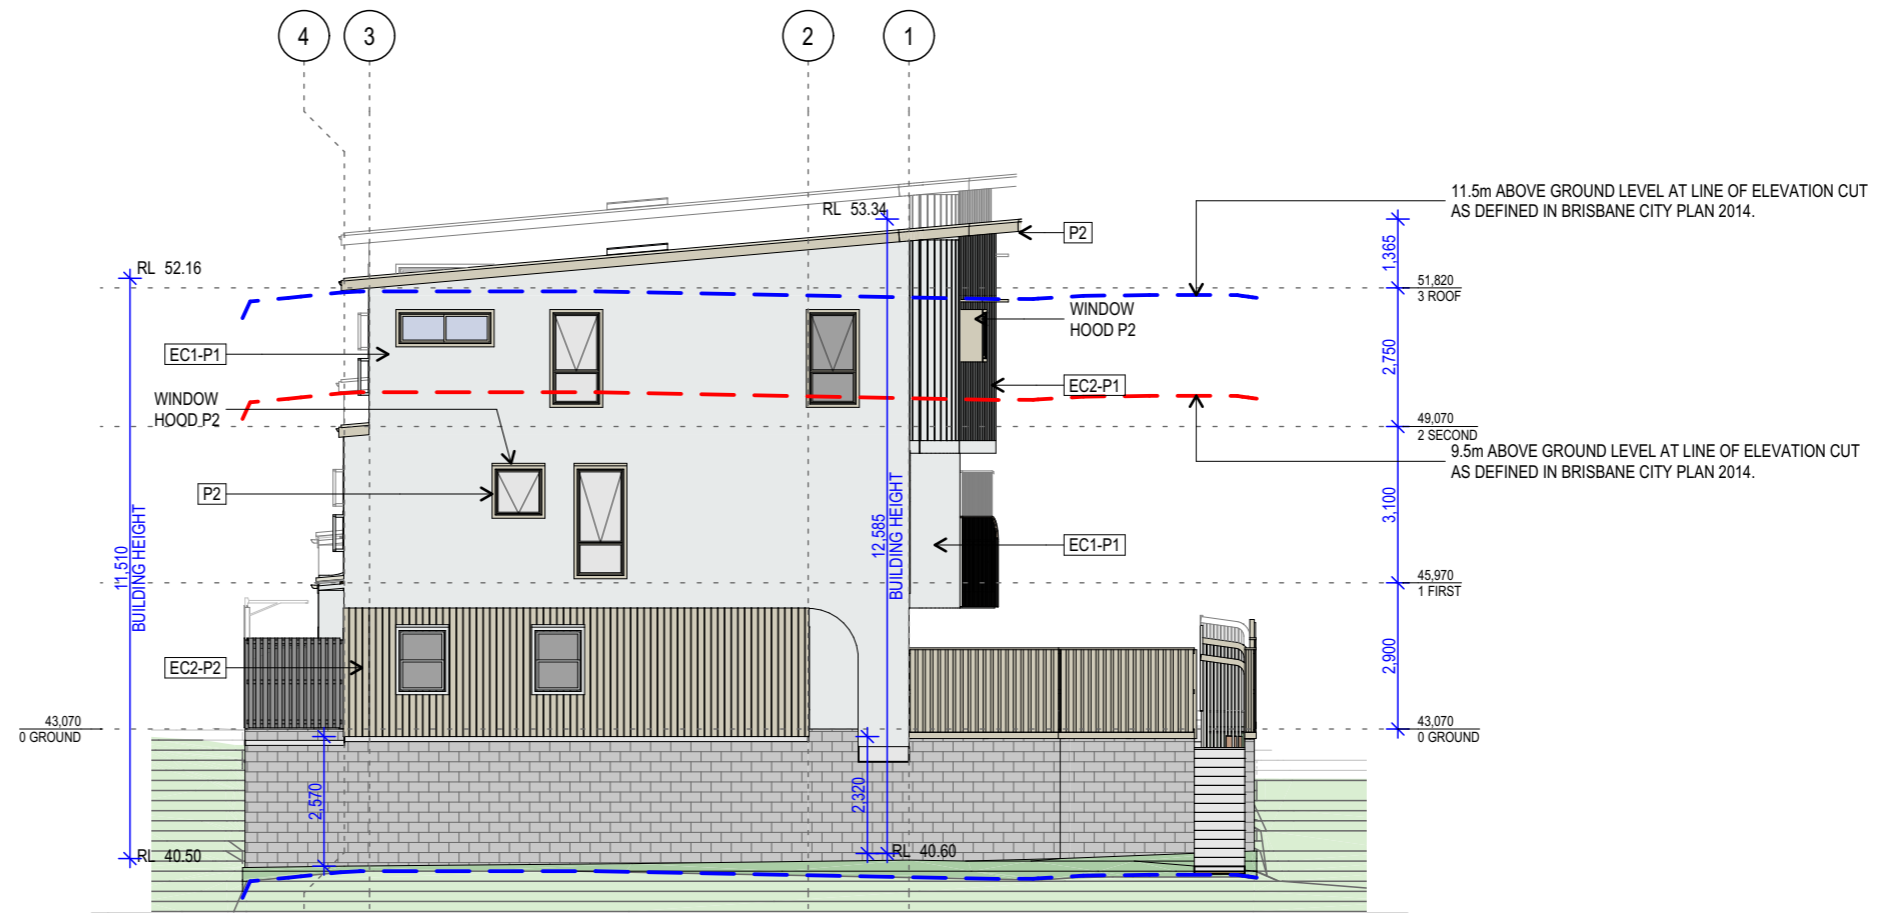 4
3
2
1
11.5m ABOVE GROUND LEVEL AT LINE OF ELEVATION CUT
AS DEFINED IN BRISBANE CITY PLAN 2014.
RL 53.34
P2
1,365
RL 52.16
51,820
3 ROOF
WINDOW
HOOD P2
EC1-P1
2,750
EC2-P1
WINDOW
HOOD P2
49,070
2 SECOND
9.5m ABOVE GROUND LEVEL AT LINE OF ELEVATION CUT
AS DEFINED IN BRISBANE CITY PLAN 2014.
P2
3,100
11,510
BUILDING HEIGHT
12,585
BUILDING HEIGHT
EC1-P1
45,970
1 FIRST
EC2-P2
2,900
43,070
0 GROUND
43,070
0 GROUND
2,570
2,320
RL 40.50
RL 40.60